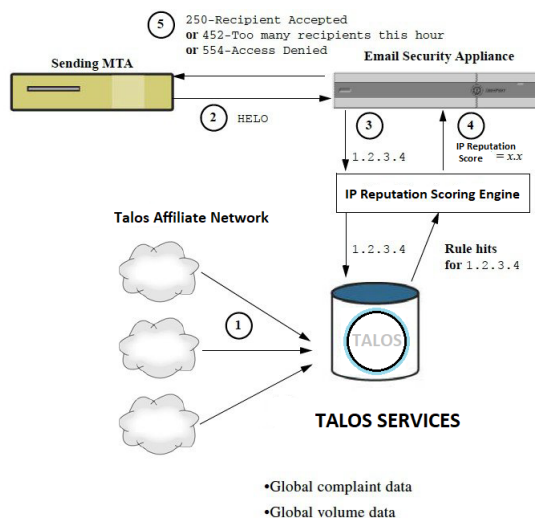 5
250-Recipient Accepted
or 452-Too many recipients this hour
or 554-Access Denied
Sending MTA
Email Security Appliance
2
HELO
3
4
1.2.3.4
IP Reputation
Score = x.x
IP Reputation Scoring Engine
Talos Affiliate Network
1.2.3.4
Rule hits
for 1.2.3.4
1
TALOS
TALOS SERVICES
•Global complaint data
•Global volume data